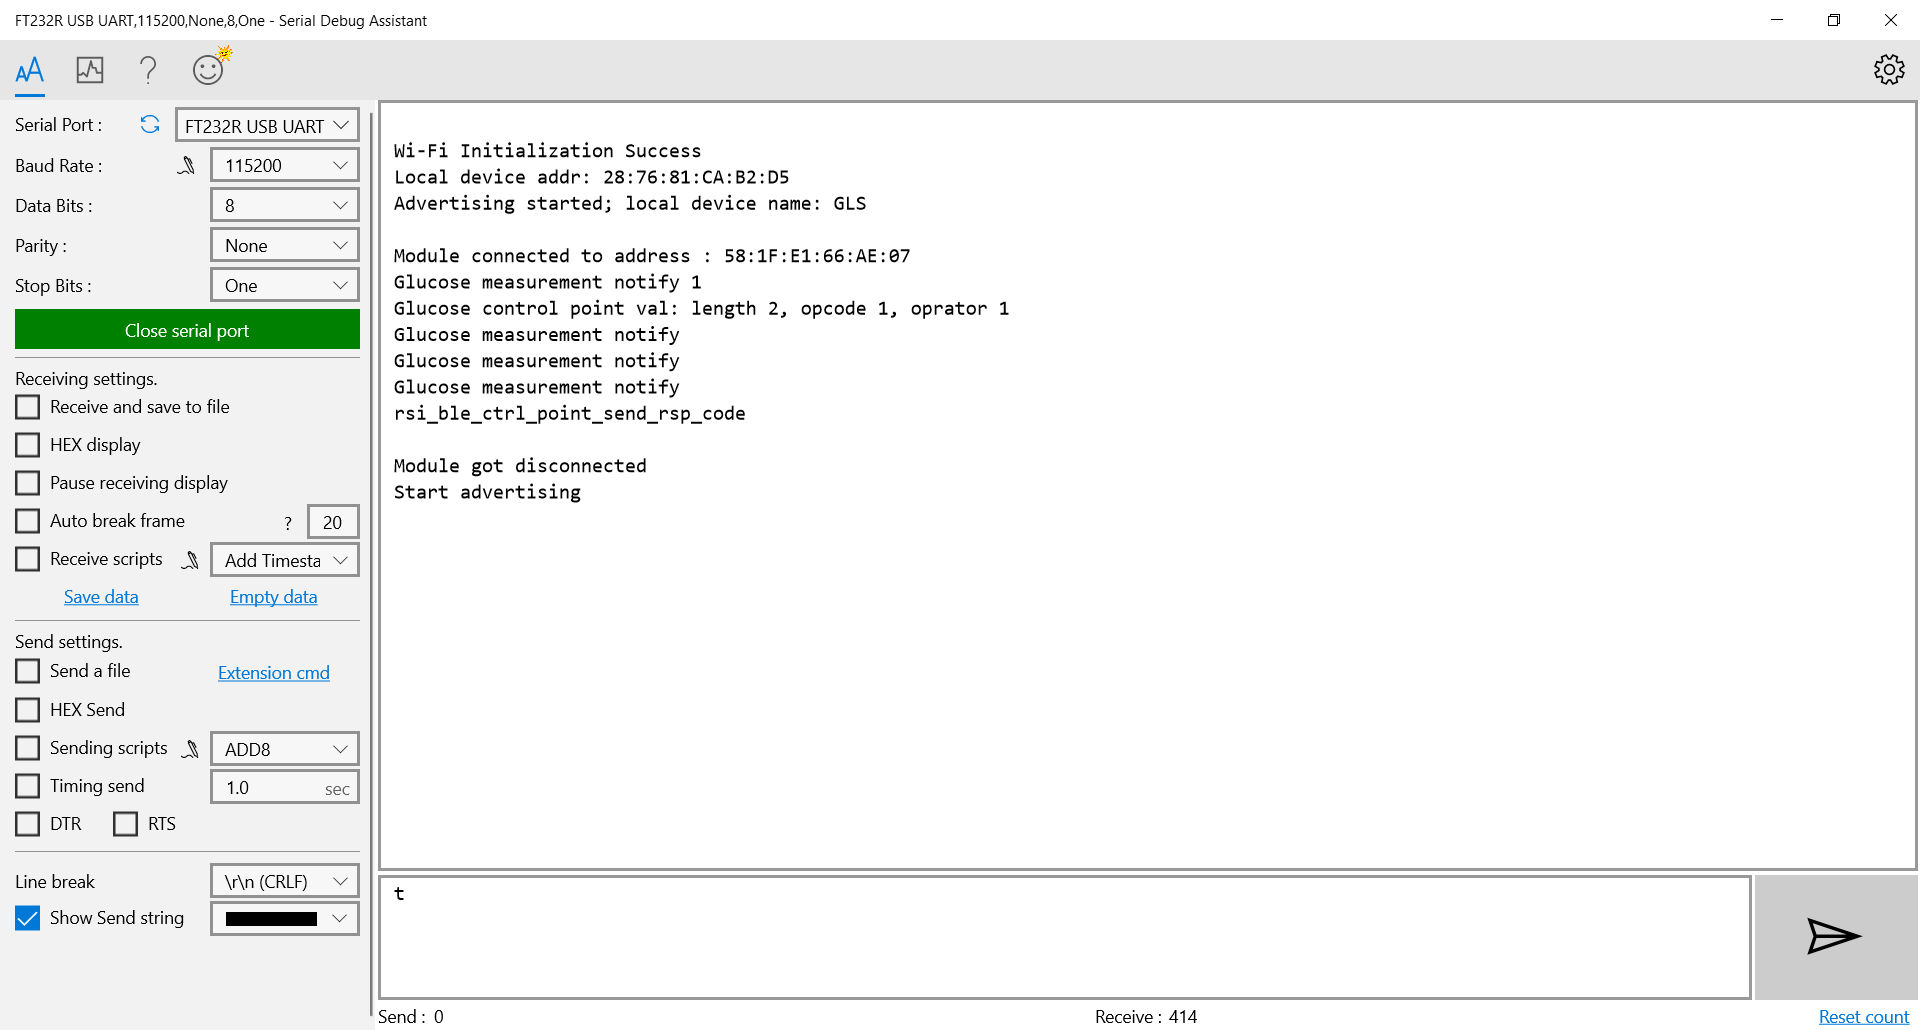 FT232R USB UART,115200,None,8,One - Serial Debug Assistant
Serial Port :
FT232R USB UART
Baud Rate :
115200
Data Bits :
8
Parity :
None
Stop Bits :
One
Close serial port
Receiving settings.
Receive and save to file
HEX display
Pause receiving display
Auto break frame ? 20
Receive scripts
Add Timesta
Save data
Empty data
Send settings.
Send a file
Extension cmd
HEX Send
Sending scripts
ADD8
Timing send
1.0 sec
DTR
RTS
Line break
\r\n (CRLF)
Show Send string
Wi-Fi Initialization Success
Local device addr: 28:76:81:CA:B2:D5
Advertising started; local device name: GLS
Module connected to address : 58:1F:E1:66:AE:07
Glucose measurement notify 1
Glucose control point val: length 2, opcode 1, oprator 1
Glucose measurement notify
Glucose measurement notify
Glucose measurement notify
rsi_ble_ctrl_point_send_rsp_code
Module got disconnected
Start advertising
t
Send : 0
Receive : 414
Reset count